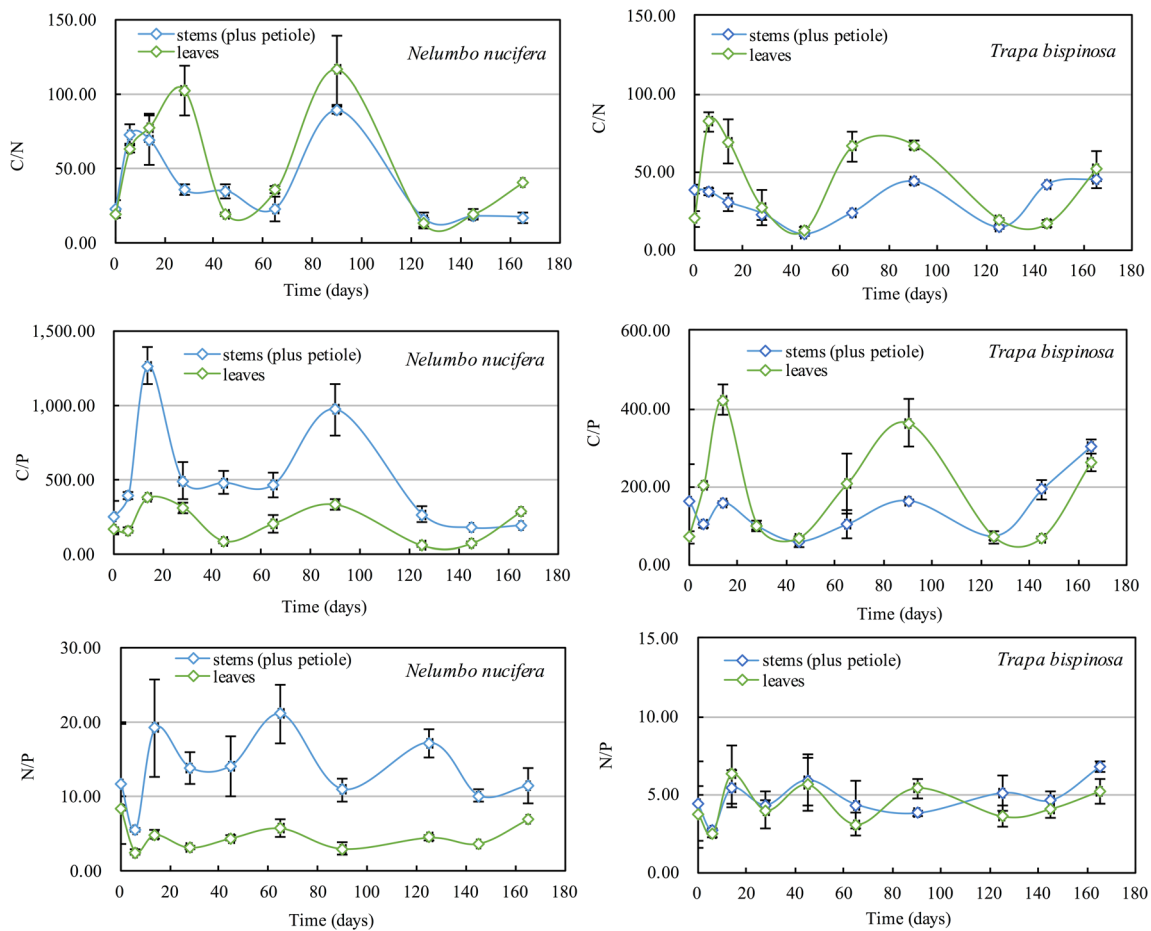 150.00
100.00
50.00
0.00
C/N
stems (plus petiole)
leaves
Nelumbo nucifera
0 20 40 60 80 100 120 140 160 180
Time (days)
150.00
100.00
50.00
0.00
C/N
stems (plus petiole)
leaves
Trapa bispinosa
0 20 40 60 80 100 120 140 160 180
Time (days)
1,500.00
1,000.00
500.00
0.00
C/P
stems (plus petiole)
leaves
Nelumbo nucifera
0 20 40 60 80 100 120 140 160 180
Time (days)
600.00
400.00
200.00
0.00
C/P
stems (plus petiole)
leaves
Trapa bispinosa
0 20 40 60 80 100 120 140 160 180
Time (days)
30.00
20.00
10.00
0.00
N/P
stems (plus petiole)
leaves
Nelumbo nucifera
0 20 40 60 80 100 120 140 160 180
Time (days)
15.00
10.00
5.00
0.00
N/P
stems (plus petiole)
leaves
Trapa bispinosa
0 20 40 60 80 100 120 140 160 180
Time (days)